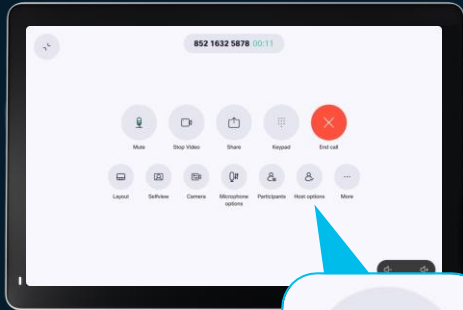 852 1632 5878 00:11
Mute Stop Video Share Keypad End call
Layout Selfview Camera Microphone options Participants Host options More